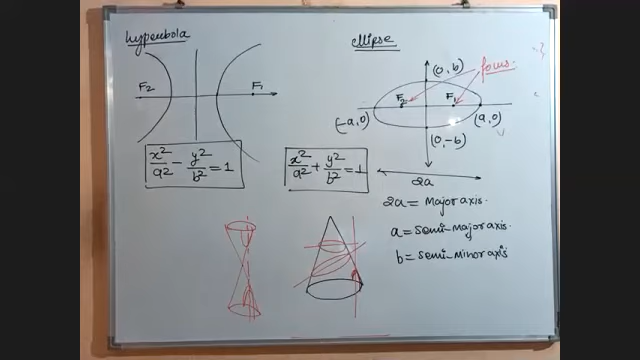 hyperbola
F2
F1
x²/a² - y²/b² = 1
ellipse
(0, b)
focus.
F2
F1
(-a, 0)
(a, 0)
(0, -b)
x²/a² + y²/b² = 1
2a
2a = Major axis.
a = semi-major axis.
b = semi-minor axis